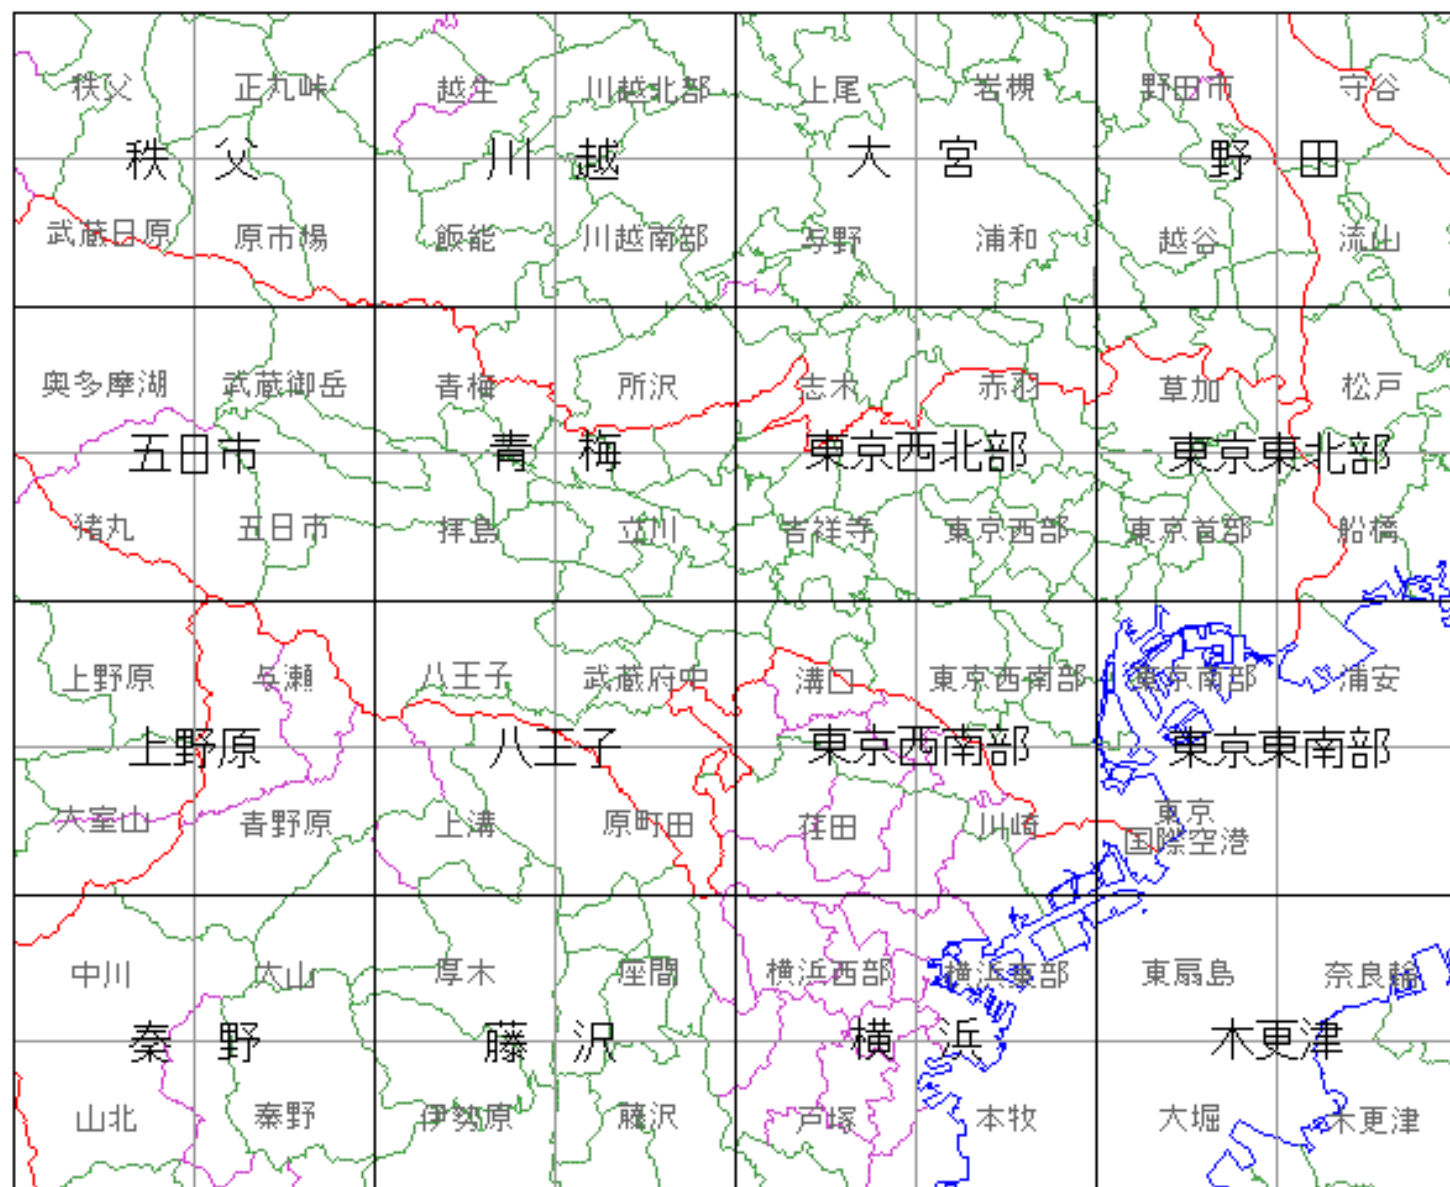 秩父 正丸峠 越生 川越北部 上尾 岩槻 野田市 守谷
秩父 川越 大宮 野田
武蔵日原 原市場 飯能 川越南部 与野 浦和 越谷 流山
奥多摩湖 武蔵御岳 青梅 所沢 志木 赤羽 草加 松戸
五日市 青梅 東京西北部 東京東北部
猪丸 五日市 拝島 立川 吉祥寺 東京西部 東京首部 船橋
上野原 与瀬 八王子 武蔵府中 溝口 東京西南部 東京南部 浦安
上野原 八王子 東京西南部 東京東南部
大室山 青野原 上溝 原町田 荏田 川崎 東京
国際空港
中川 大山 厚木 座間 横浜西部 横浜東部 東扇島 奈良輪
秦野 藤沢 横浜 木更津
山北 秦野 伊勢原 藤沢 戸塚 本牧 大堀 木更津